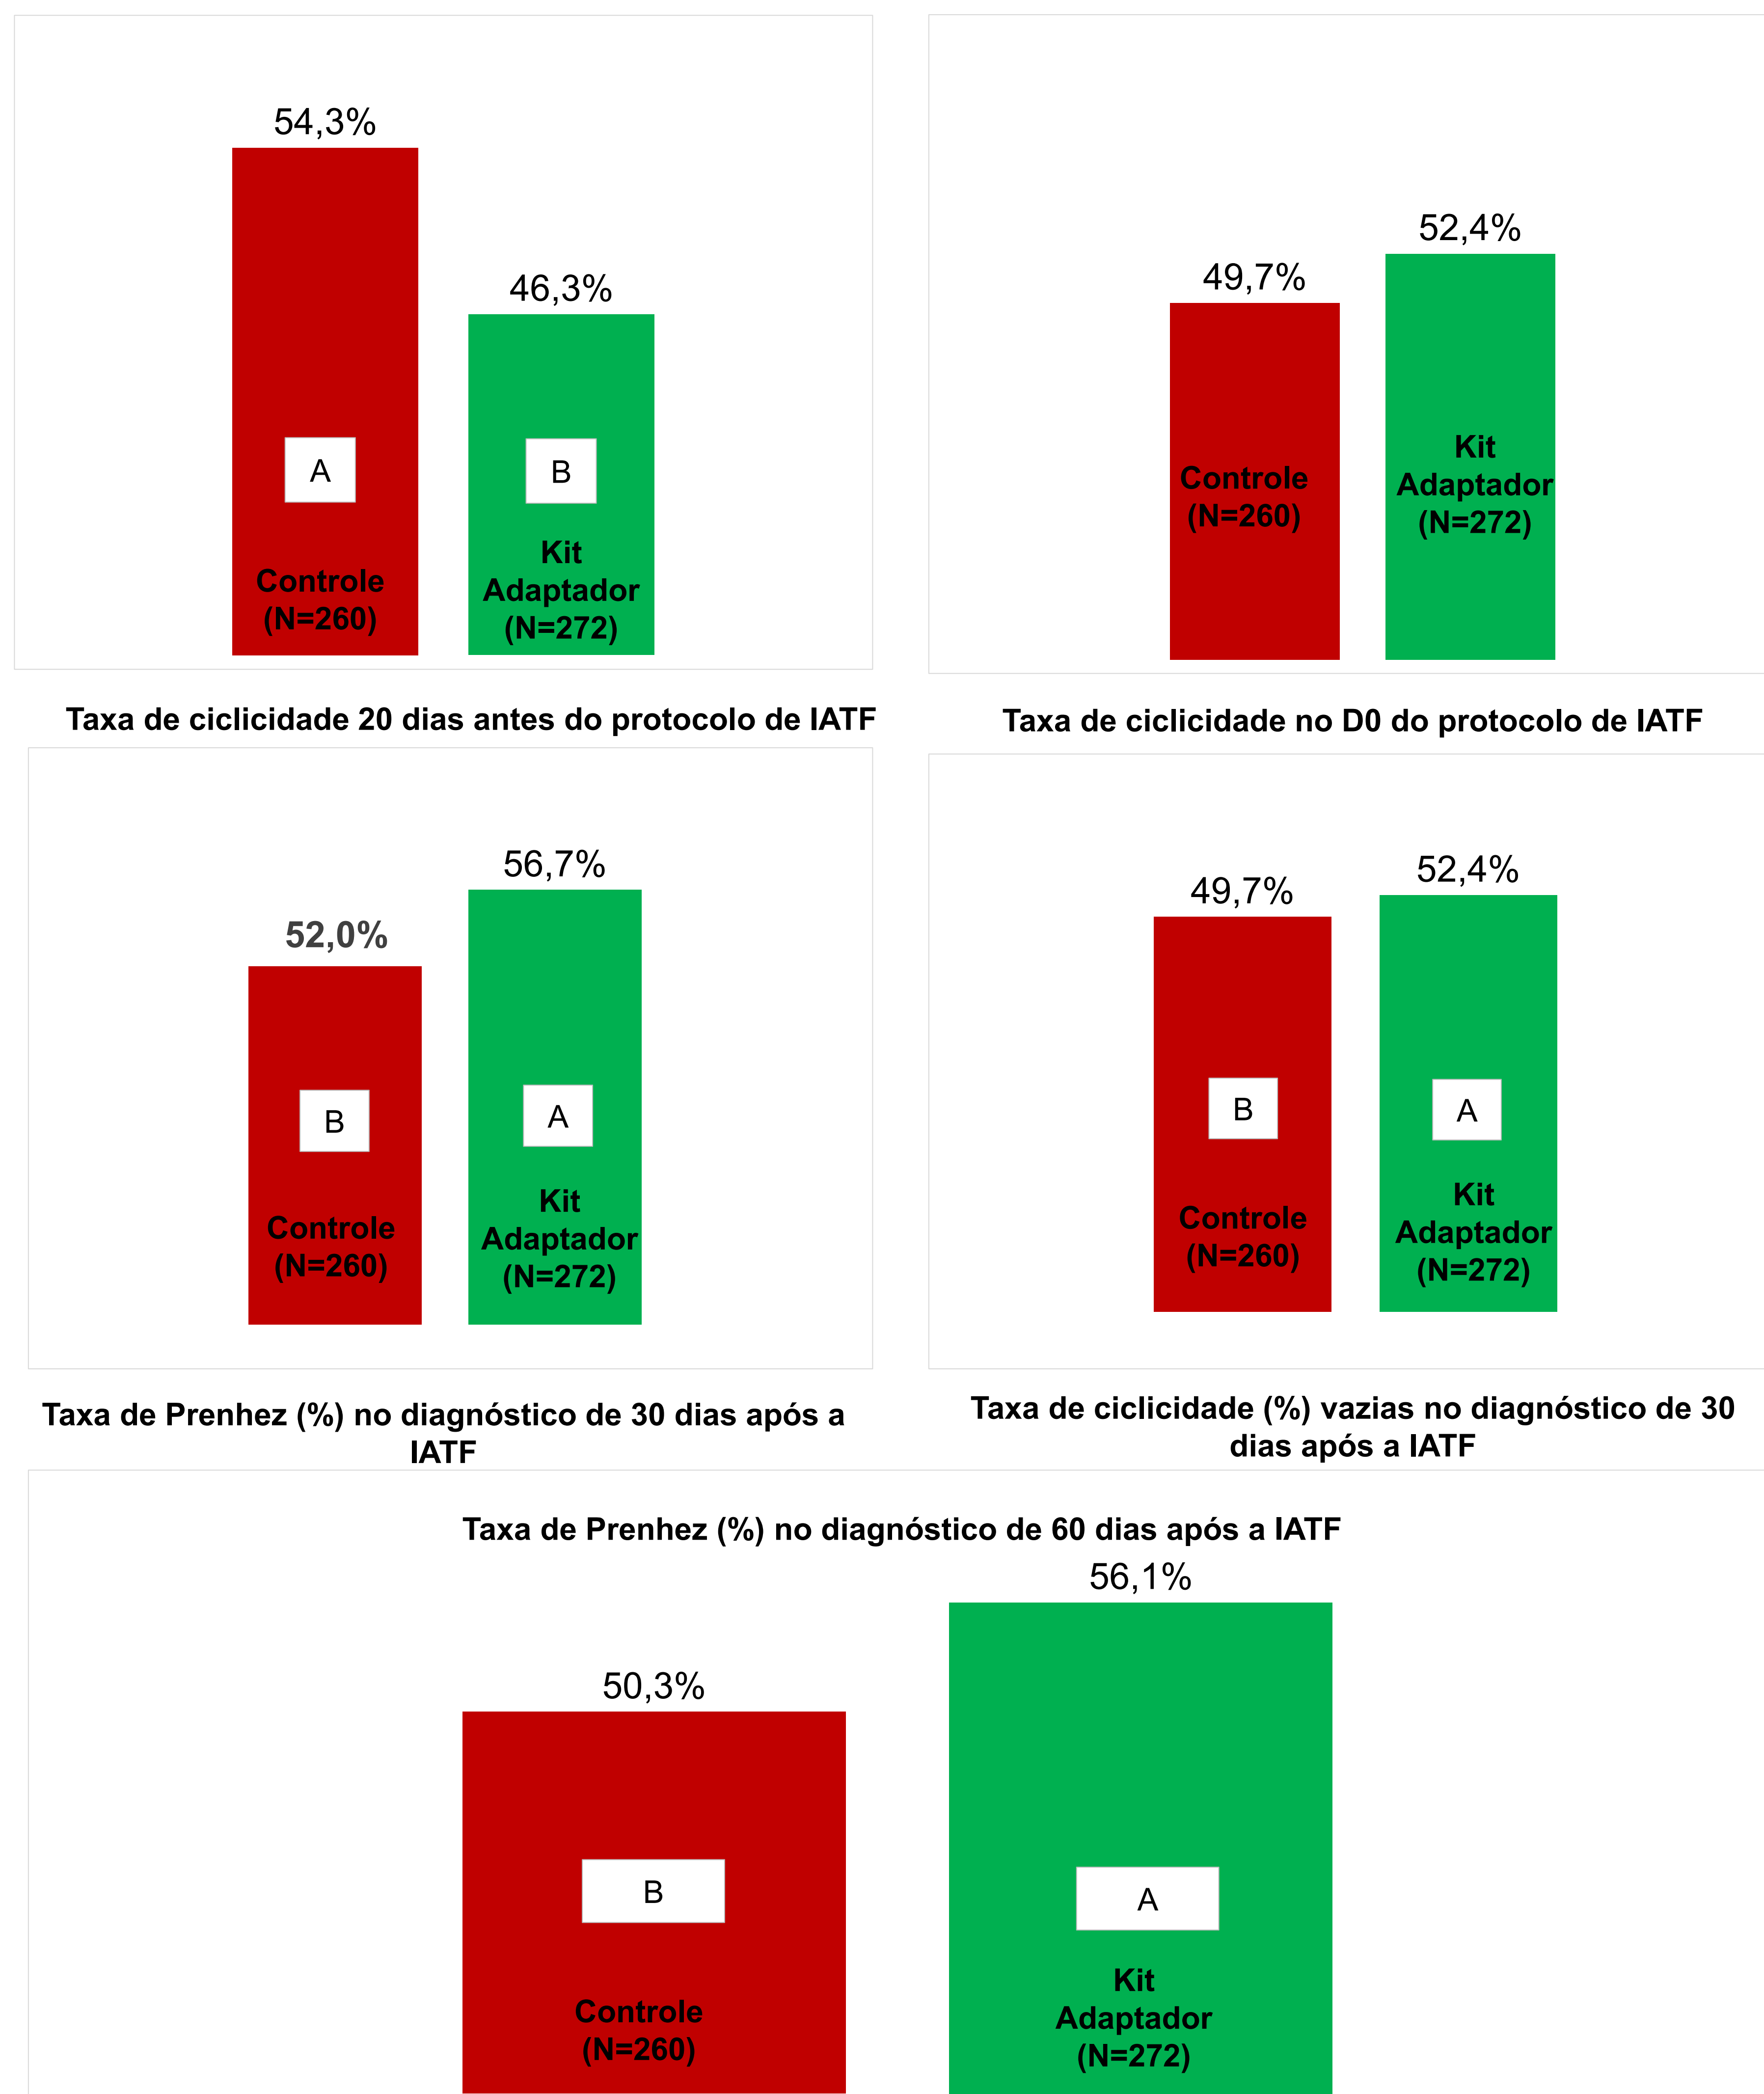 54,3%
46,3%
A
B
Controle
(N=260)
Kit
Adaptador
(N=272)
Taxa de ciclicidade 20 dias antes do protocolo de IATF
49,7%
52,4%
Controle
(N=260)
Kit
Adaptador
(N=272)
Taxa de ciclicidade no D0 do protocolo de IATF
52,0%
56,7%
B
A
Controle
(N=260)
Kit
Adaptador
(N=272)
Taxa de Prenhez (%) no diagnóstico de 30 dias após a
IATF
49,7%
52,4%
B
A
Controle
(N=260)
Kit
Adaptador
(N=272)
Taxa de ciclicidade (%) vazias no diagnóstico de 30
dias após a IATF
Taxa de Prenhez (%) no diagnóstico de 60 dias após a IATF
50,3%
56,1%
B
A
Controle
(N=260)
Kit
Adaptador
(N=272)